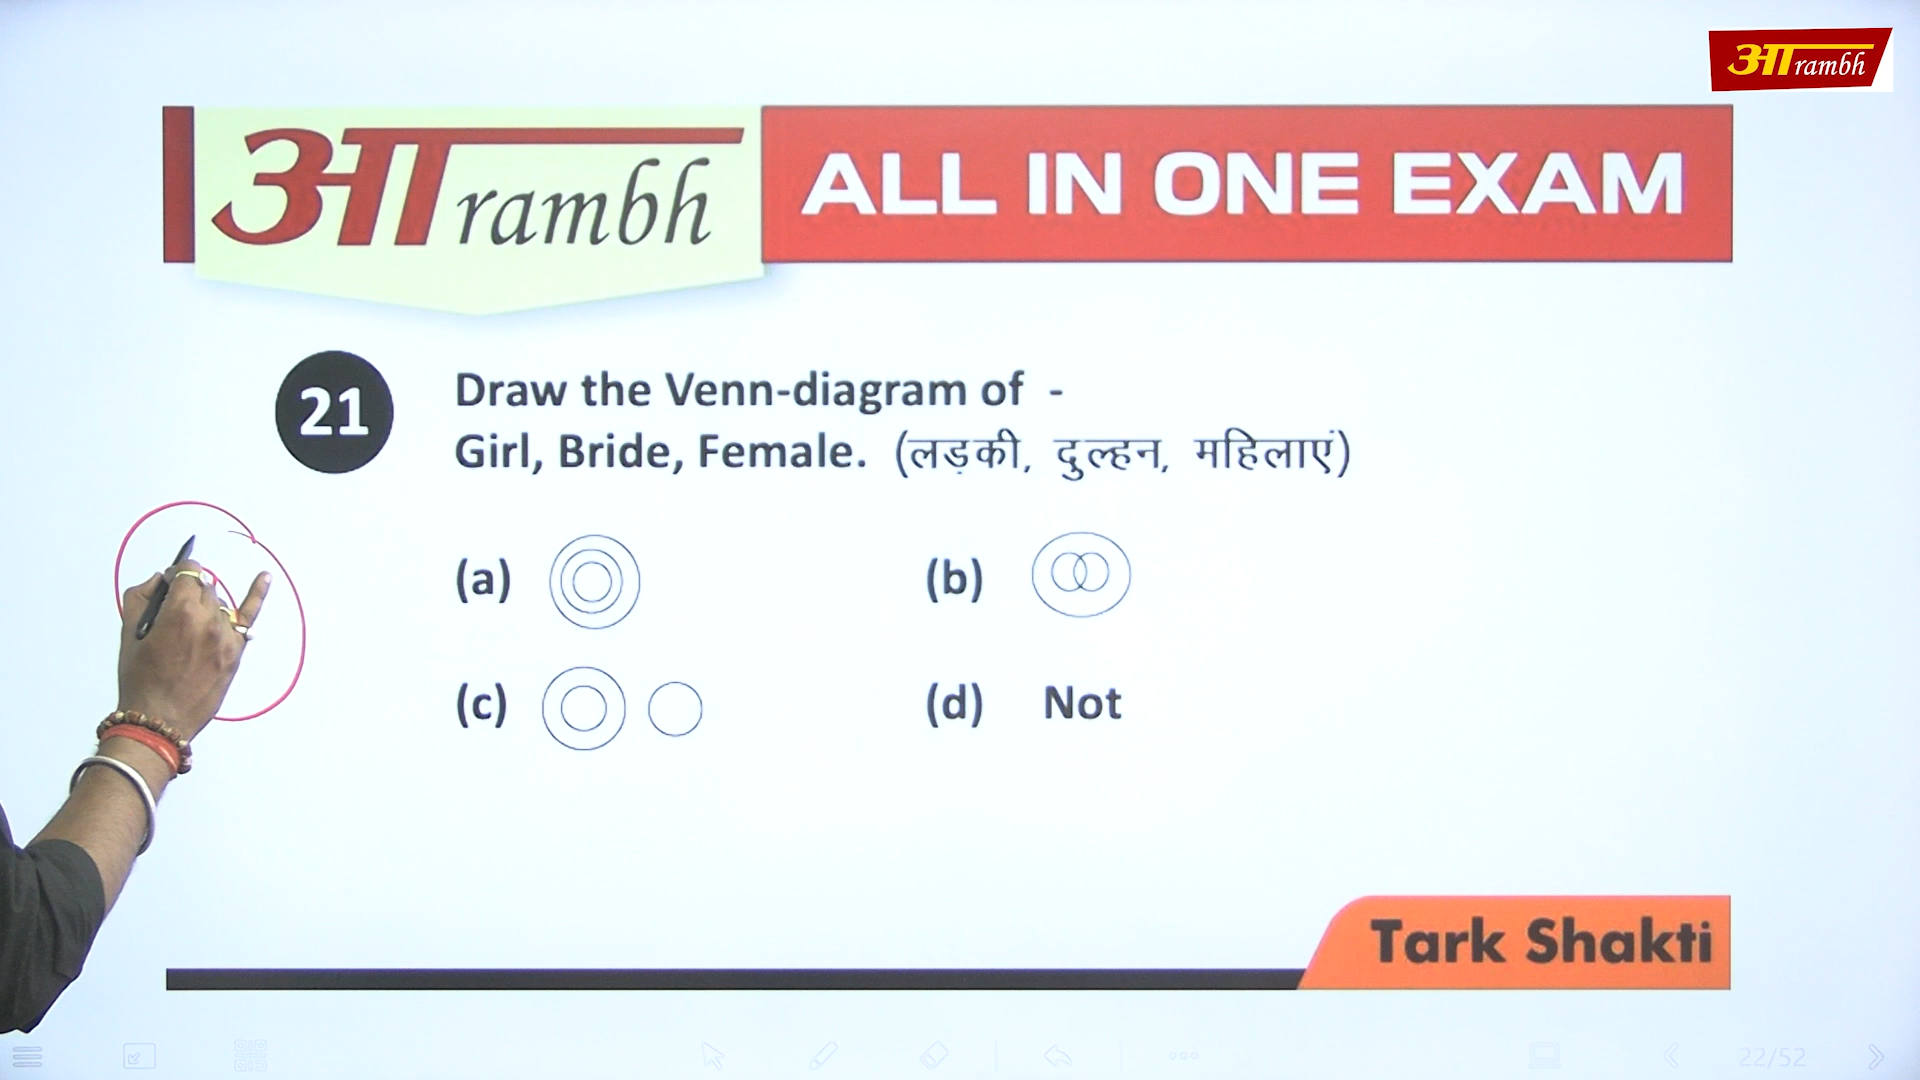 आrambh
आrambh ALL IN ONE EXAM
21
Draw the Venn-diagram of -
Girl, Bride, Female. (लड़की, दुल्हन, महिलाएं)
(a)
(b)
(c)
(d) Not
Tark Shakti
22/52